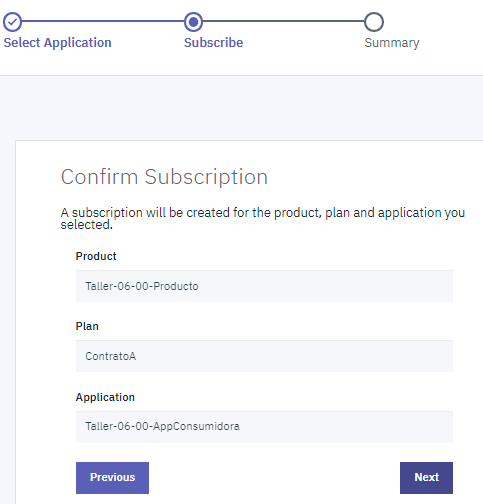 Select Application
Subscribe
Summary
Confirm Subscription
A subscription will be created for the product, plan and application you
selected.
Product
Taller-06-00-Producto
Plan
ContratoA
Application
Taller-06-00-AppConsumidora
Previous
Next